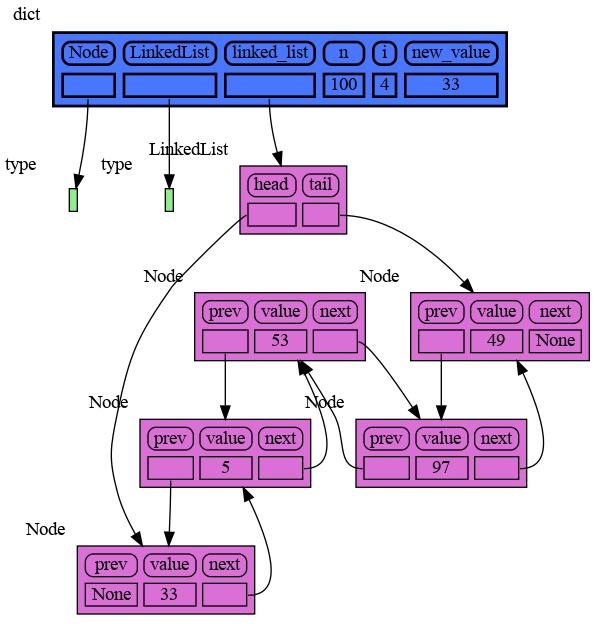 dict
Node LinkedList linked_list n i new_value
100 4 33
type type LinkedList
head tail
Node Node
prev value next prev value next
53 49 None
Node Node
prev value next prev value next
5 97
Node
prev value next
None 33